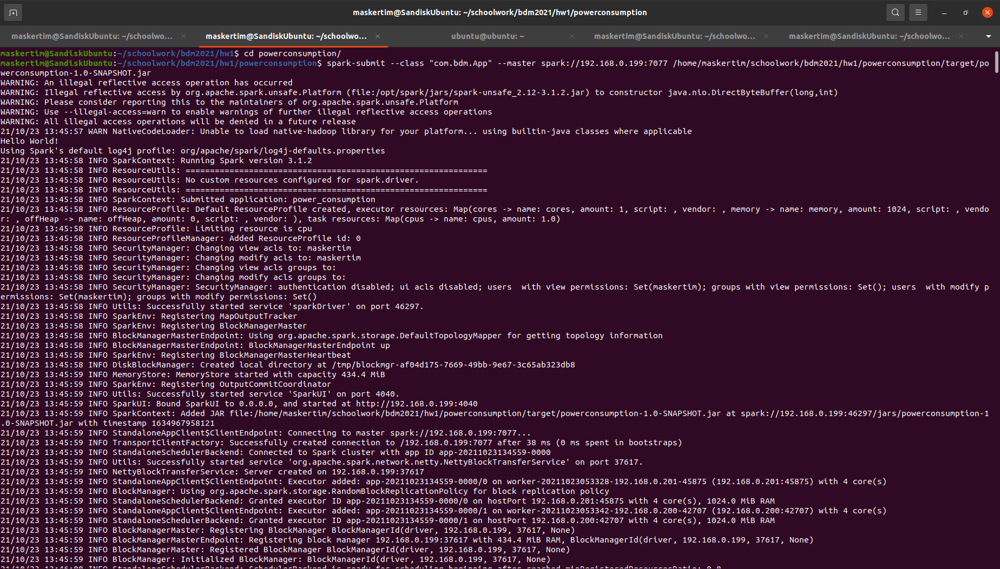 maskertim@SandiskUbuntu: ~/schoolwork/bdm2021/hw1/powerconsumption
maskertim@SandiskUbuntu: ~/schoolwo...
maskertim@SandiskUbuntu: ~/schoolwo...
ubuntu@ubuntu: ~
maskertim@SandiskUbuntu: ~/schoolwo...
maskertim@SandiskUbuntu: ~/schoolwo...
maskertim@SandiskUbuntu:~/schoolwork/bdm2021/hw1$ cd powerconsumption/
maskertim@SandiskUbuntu:~/schoolwork/bdm2021/hw1/powerconsumption$ spark-submit --class "com.bdm.App" --master spark://192.168.0.199:7077 /home/maskertim/schoolwork/bdm2021/hw1/powerconsumption/target/po
werconsumption-1.0-SNAPSHOT.jar
WARNING: An illegal reflective access operation has occurred
WARNING: Illegal reflective access by org.apache.spark.unsafe.Platform (file:/opt/spark/jars/spark-unsafe_2.12-3.1.2.jar) to constructor java.nio.DirectByteBuffer(long,int)
WARNING: Please consider reporting this to the maintainers of org.apache.spark.unsafe.Platform
WARNING: Use --illegal-access=warn to enable warnings of further illegal reflective access operations
WARNING: All illegal access operations will be denied in a future release
21/10/23 13:45:57 WARN NativeCodeLoader: Unable to load native-hadoop library for your platform... using builtin-java classes where applicable
Hello World!
Using Spark's default log4j profile: org/apache/spark/log4j-defaults.properties
21/10/23 13:45:58 INFO SparkContext: Running Spark version 3.1.2
21/10/23 13:45:58 INFO ResourceUtils: ==============================================================
21/10/23 13:45:58 INFO ResourceUtils: No custom resources configured for spark.driver.
21/10/23 13:45:58 INFO ResourceUtils: ==============================================================
21/10/23 13:45:58 INFO SparkContext: Submitted application: power_consumption
21/10/23 13:45:58 INFO ResourceProfile: Default ResourceProfile created, executor resources: Map(cores -> name: cores, amount: 1, script: , vendor: , memory -> name: memory, amount: 1024, script: , vendo
r: , offHeap -> name: offHeap, amount: 0, script: , vendor: ), task resources: Map(cpus -> name: cpus, amount: 1.0)
21/10/23 13:45:58 INFO ResourceProfile: Limiting resource is cpu
21/10/23 13:45:58 INFO ResourceProfileManager: Added ResourceProfile id: 0
21/10/23 13:45:58 INFO SecurityManager: Changing view acls to: maskertim
21/10/23 13:45:58 INFO SecurityManager: Changing modify acls to: maskertim
21/10/23 13:45:58 INFO SecurityManager: Changing view acls groups to:
21/10/23 13:45:58 INFO SecurityManager: Changing modify acls groups to:
21/10/23 13:45:58 INFO SecurityManager: SecurityManager: authentication disabled; ui acls disabled; users  with view permissions: Set(maskertim); groups with view permissions: Set(); users  with modify p
ermissions: Set(maskertim); groups with modify permissions: Set()
21/10/23 13:45:58 INFO Utils: Successfully started service 'sparkDriver' on port 46297.
21/10/23 13:45:58 INFO SparkEnv: Registering MapOutputTracker
21/10/23 13:45:58 INFO SparkEnv: Registering BlockManagerMaster
21/10/23 13:45:58 INFO BlockManagerMasterEndpoint: Using org.apache.spark.storage.DefaultTopologyMapper for getting topology information
21/10/23 13:45:58 INFO BlockManagerMasterEndpoint: BlockManagerMasterEndpoint up
21/10/23 13:45:58 INFO SparkEnv: Registering BlockManagerMasterHeartbeat
21/10/23 13:45:58 INFO DiskBlockManager: Created local directory at /tmp/blockmgr-af04d175-7669-49bb-9e67-3c65ab323db8
21/10/23 13:45:59 INFO MemoryStore: MemoryStore started with capacity 434.4 MiB
21/10/23 13:45:59 INFO SparkEnv: Registering OutputCommitCoordinator
21/10/23 13:45:59 INFO Utils: Successfully started service 'SparkUI' on port 4040.
21/10/23 13:45:59 INFO SparkUI: Bound SparkUI to 0.0.0.0, and started at http://192.168.0.199:4040
21/10/23 13:45:59 INFO SparkContext: Added JAR file:/home/maskertim/schoolwork/bdm2021/hw1/powerconsumption/target/powerconsumption-1.0-SNAPSHOT.jar at spark://192.168.0.199:46297/jars/powerconsumption-1
.0-SNAPSHOT.jar with timestamp 1634967958121
21/10/23 13:45:59 INFO StandaloneAppClient$ClientEndpoint: Connecting to master spark://192.168.0.199:7077...
21/10/23 13:45:59 INFO TransportClientFactory: Successfully created connection to /192.168.0.199:7077 after 38 ms (0 ms spent in bootstraps)
21/10/23 13:45:59 INFO StandaloneSchedulerBackend: Connected to Spark cluster with app ID app-20211023134559-0000
21/10/23 13:45:59 INFO Utils: Successfully started service 'org.apache.spark.network.netty.NettyBlockTransferService' on port 37617.
21/10/23 13:45:59 INFO NettyBlockTransferService: Server created on 192.168.0.199:37617
21/10/23 13:45:59 INFO StandaloneAppClient$ClientEndpoint: Executor added: app-20211023134559-0000/0 on worker-20211023053328-192.168.0.201-45875 (192.168.0.201:45875) with 4 core(s)
21/10/23 13:45:59 INFO BlockManager: Using org.apache.spark.storage.RandomBlockReplicationPolicy for block replication policy
21/10/23 13:45:59 INFO StandaloneSchedulerBackend: Granted executor ID app-20211023134559-0000/0 on hostPort 192.168.0.201:45875 with 4 core(s), 1024.0 MiB RAM
21/10/23 13:45:59 INFO StandaloneAppClient$ClientEndpoint: Executor added: app-20211023134559-0000/1 on worker-20211023053342-192.168.0.200-42707 (192.168.0.200:42707) with 4 core(s)
21/10/23 13:45:59 INFO StandaloneSchedulerBackend: Granted executor ID app-20211023134559-0000/1 on hostPort 192.168.0.200:42707 with 4 core(s), 1024.0 MiB RAM
21/10/23 13:45:59 INFO BlockManagerMaster: Registering BlockManager BlockManagerId(driver, 192.168.0.199, 37617, None)
21/10/23 13:45:59 INFO BlockManagerMasterEndpoint: Registering block manager 192.168.0.199:37617 with 434.4 MiB RAM, BlockManagerId(driver, 192.168.0.199, 37617, None)
21/10/23 13:45:59 INFO BlockManagerMaster: Registered BlockManager BlockManagerId(driver, 192.168.0.199, 37617, None)
21/10/23 13:45:59 INFO BlockManager: Initialized BlockManager: BlockManagerId(driver, 192.168.0.199, 37617, None)
21/10/23 13:46:00 INFO StandaloneSchedulerBackend: SchedulerBackend is ready for scheduling beginning after reached minRegisteredResourcesRatio: 0.0